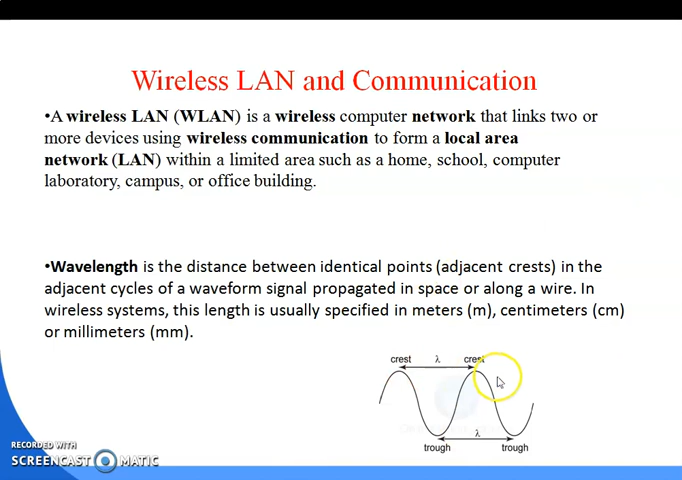 Wireless LAN and Communication
•A wireless LAN (WLAN) is a wireless computer network that links two or
more devices using wireless communication to form a local area
network (LAN) within a limited area such as a home, school, computer
laboratory, campus, or office building.
•Wavelength is the distance between identical points (adjacent crests) in the
adjacent cycles of a waveform signal propagated in space or along a wire. In
wireless systems, this length is usually specified in meters (m), centimeters (cm)
or millimeters (mm).
crest λ crest
λ
trough trough
RECORDED WITH
SCREENCAST MATIC